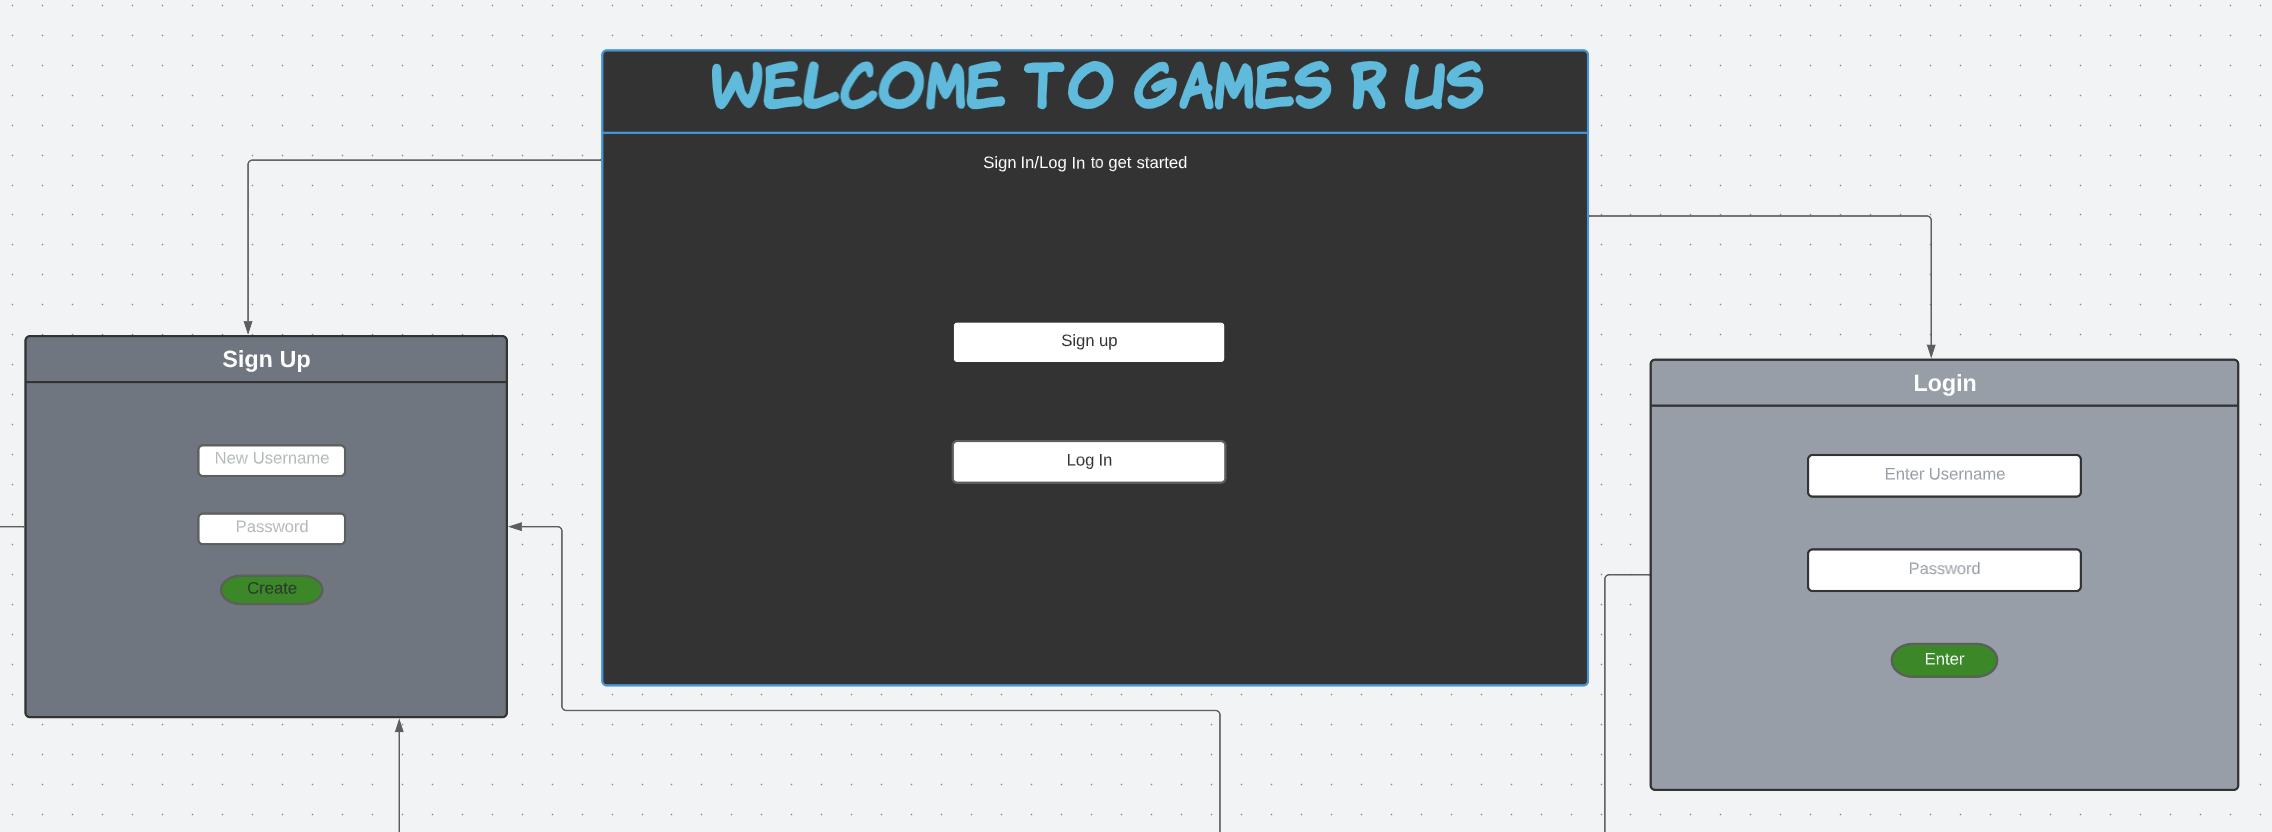 WELCOME TO GAMES R US
Sign In/Log In to get started
Sign up
Log In
Sign Up
New Username
Password
Create
Login
Enter Username
Password
Enter